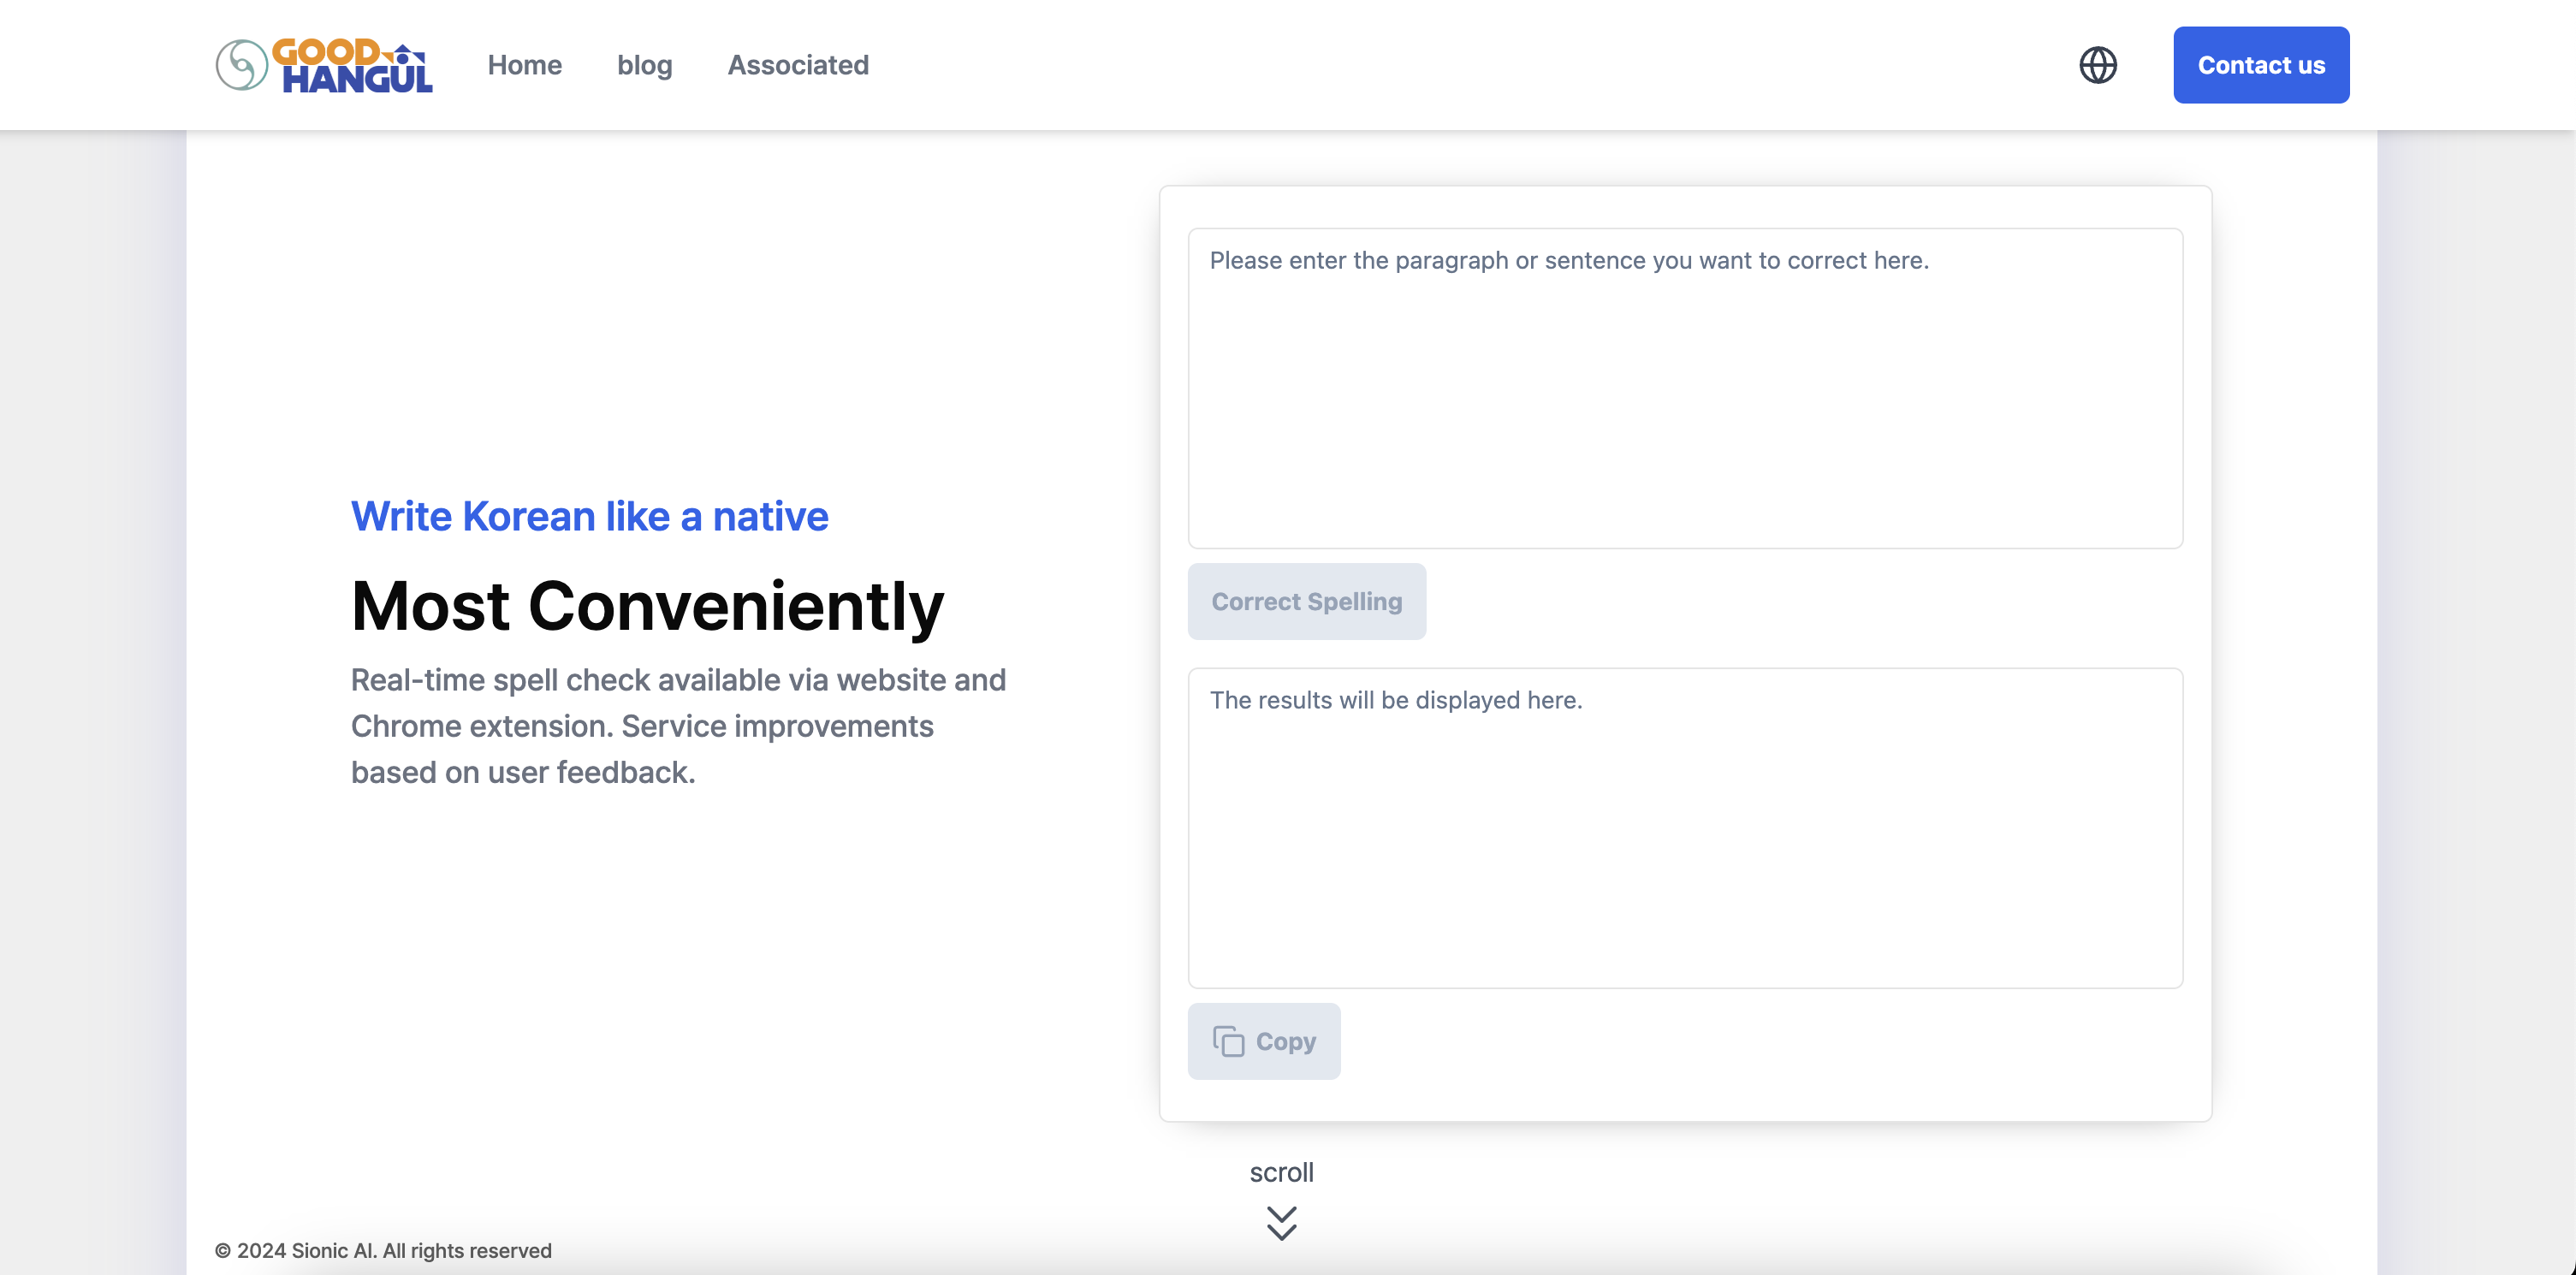 GOOD
HANGUL
Home
blog
Associated
Contact us
Write Korean like a native
Most Conveniently
Real-time spell check available via website and
Chrome extension. Service improvements
based on user feedback.
Please enter the paragraph or sentence you want to correct here.
Correct Spelling
The results will be displayed here.
Copy
scroll
© 2024 Sionic AI. All rights reserved